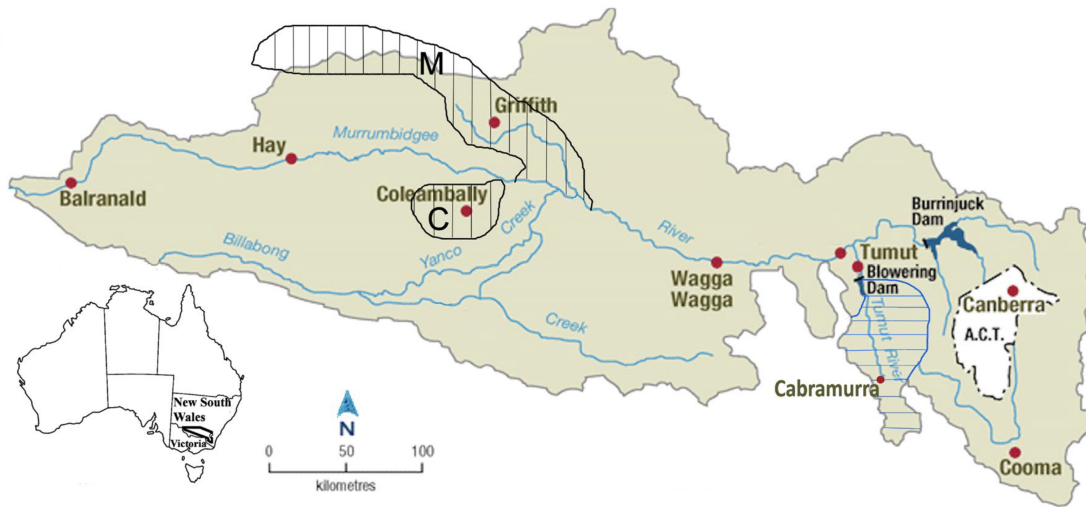 M
Griffith
Murrumbidgee
Hay
Balranald
Coleambally
C
Creek
Yanco
Billabong
River
Wagga
Wagga
Creek
Burrinjuck
Dam
Tumut
Blowering
Dam
Tumut River
Canberra
A.C.T.
Cabramurra
Cooma
New South
Wales
Victoria
N
0 50 100
kilometres